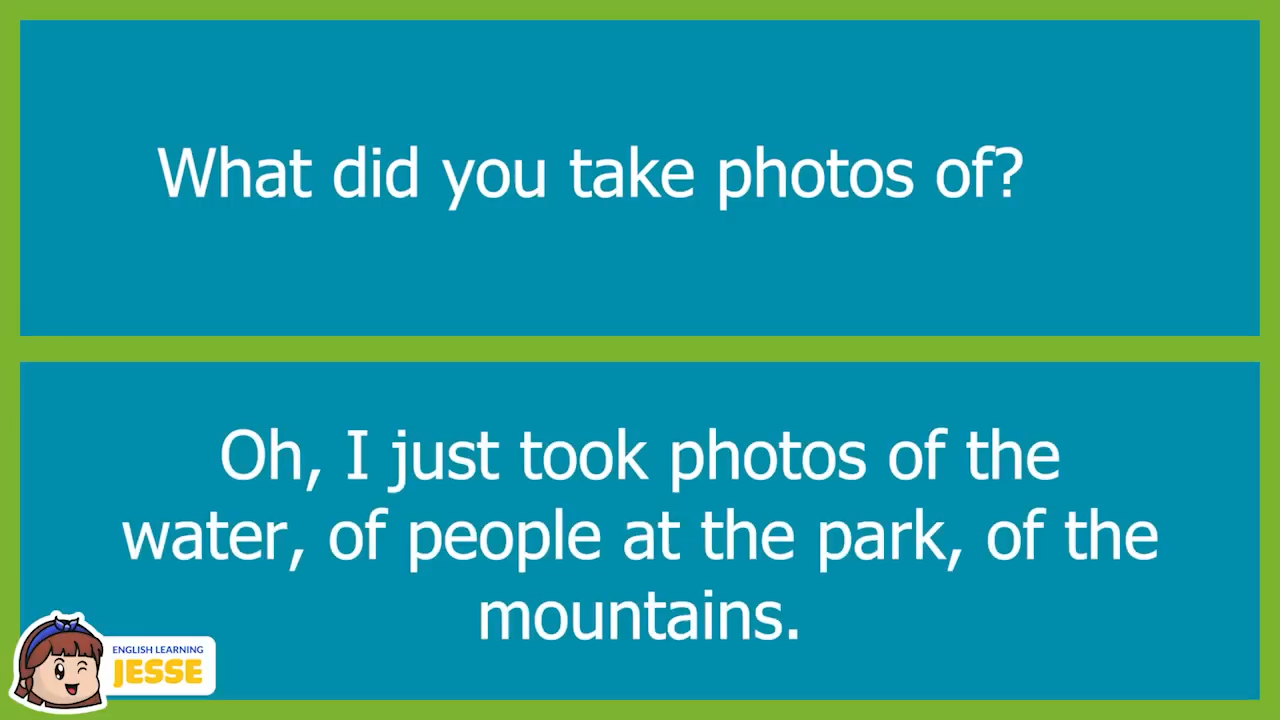 What did you take photos of?
Oh, I just took photos of the
water, of people at the park, of the
mountains.
ENGLISH LEARNING
JESSE